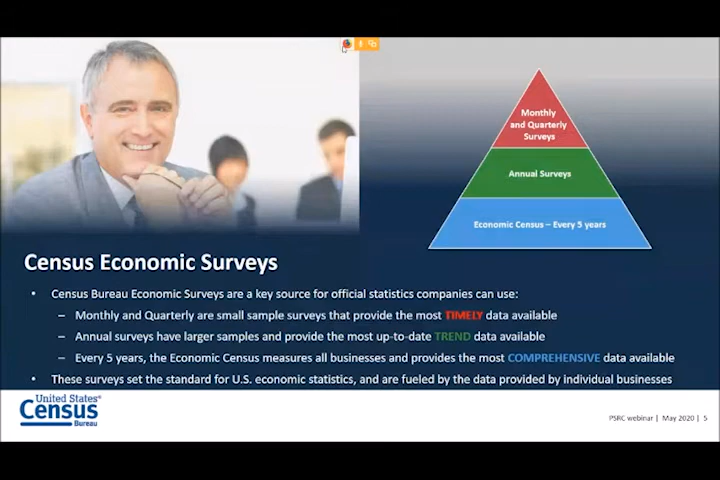 Monthly
and Quarterly
Surveys
Annual Surveys
Economic Census – Every 5 years
Census Economic Surveys
• Census Bureau Economic Surveys are a key source for official statistics companies can use:
– Monthly and Quarterly are small sample surveys that provide the most TIMELY data available
– Annual surveys have larger samples and provide the most up-to-date TREND data available
– Every 5 years, the Economic Census measures all businesses and provides the most COMPREHENSIVE data available
• These surveys set the standard for U.S. economic statistics, and are fueled by the data provided by individual businesses
United States®
Census
Bureau
PSRC webinar | May 2020 | 5